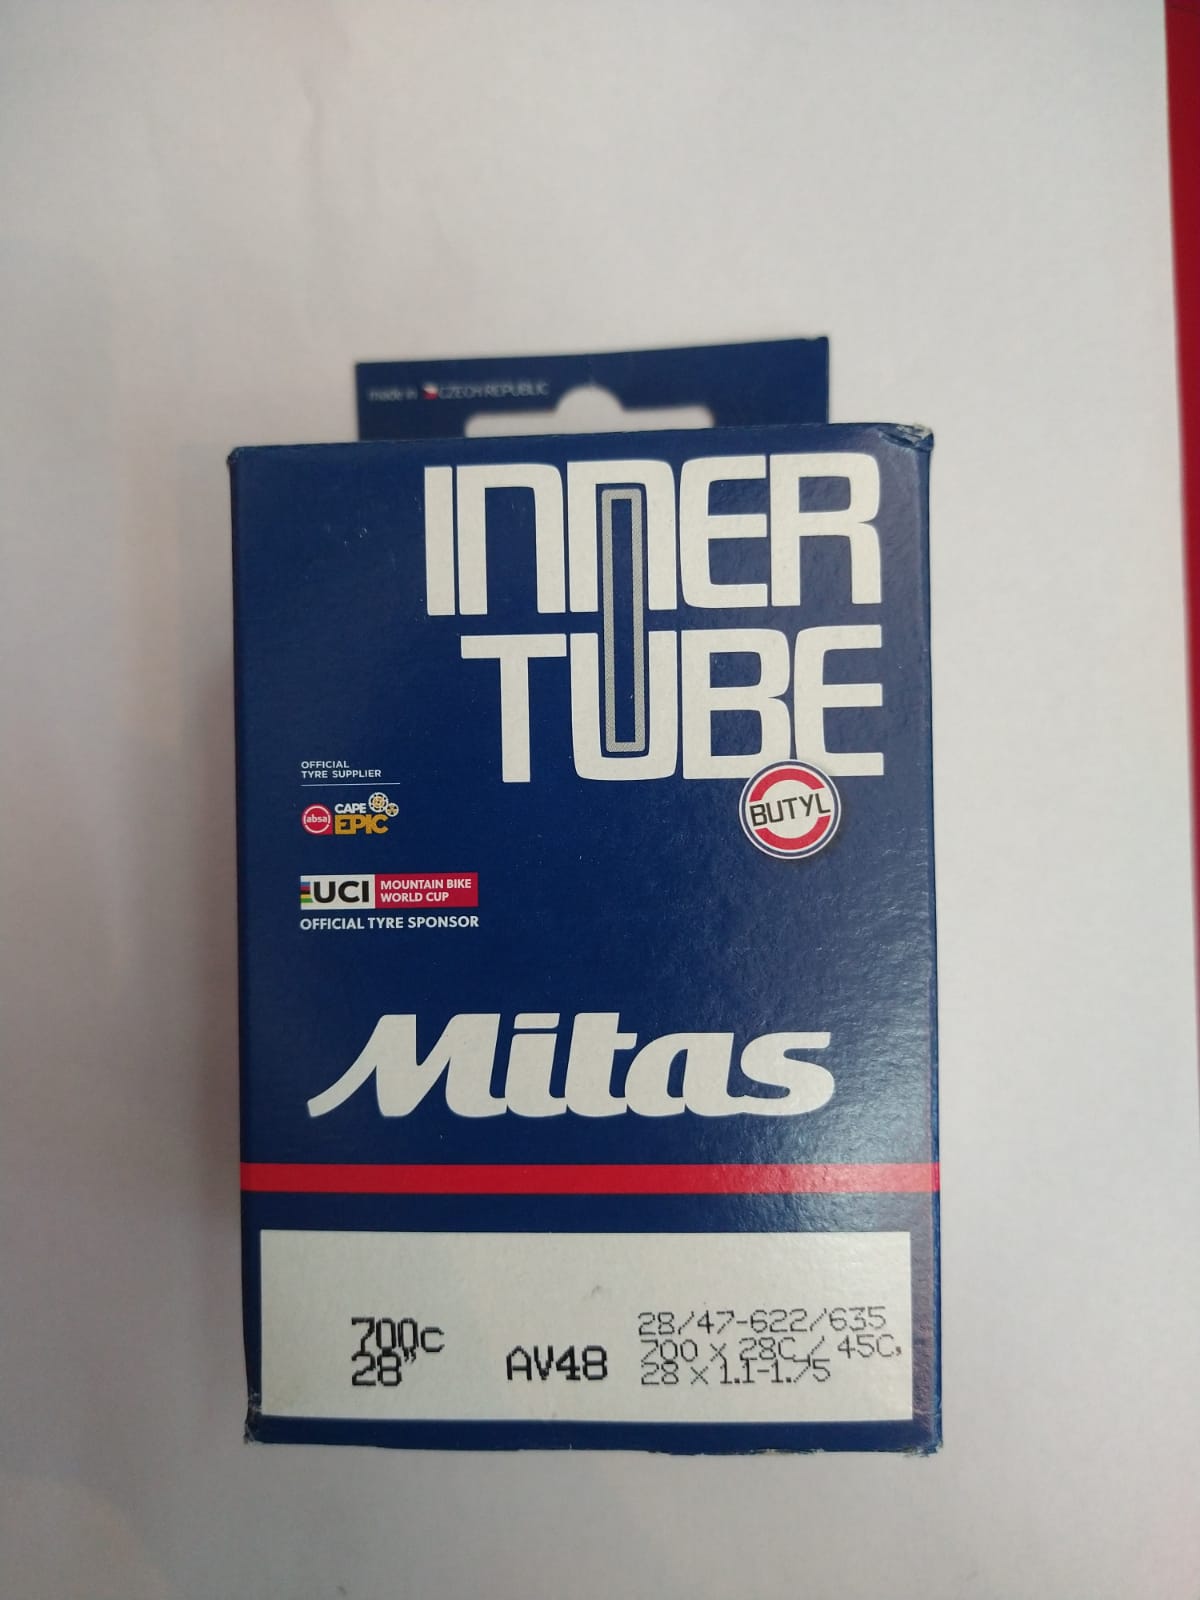 made in CZECH REPUBLIC
INNER
TUBE
BUTYL
OFFICIAL
TYRE SUPPLIER
absa CAPE
EPIC
UCI MOUNTAIN BIKE
WORLD CUP
OFFICIAL TYRE SPONSOR
Mitas
700c
28”
AV48
28/47-622/635
700 x 28C / 45C,
28 x 1.1-1.75